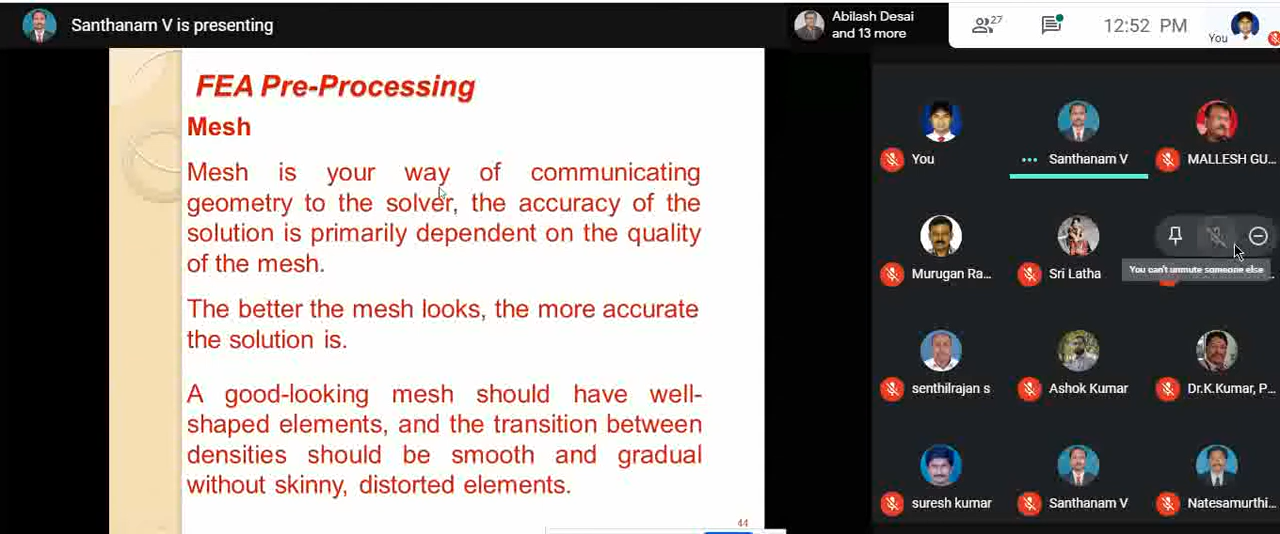 Santhanam V is presenting
Abilash Desai
and 13 more
27
12:52 PM
You
FEA Pre-Processing
Mesh
Mesh is your way of communicating
geometry to the solver, the accuracy of the
solution is primarily dependent on the quality
of the mesh.
The better the mesh looks, the more accurate
the solution is.
A good-looking mesh should have well-
shaped elements, and the transition between
densities should be smooth and gradual
without skinny, distorted elements.
44
You
Santhanam V
MALLESH GU...
Murugan Ra...
Sri Latha
You can't unmute someone else
senthilrajan s
Ashok Kumar
Dr.K.Kumar, P...
suresh kumar
Santhanam V
Natesamurthi...